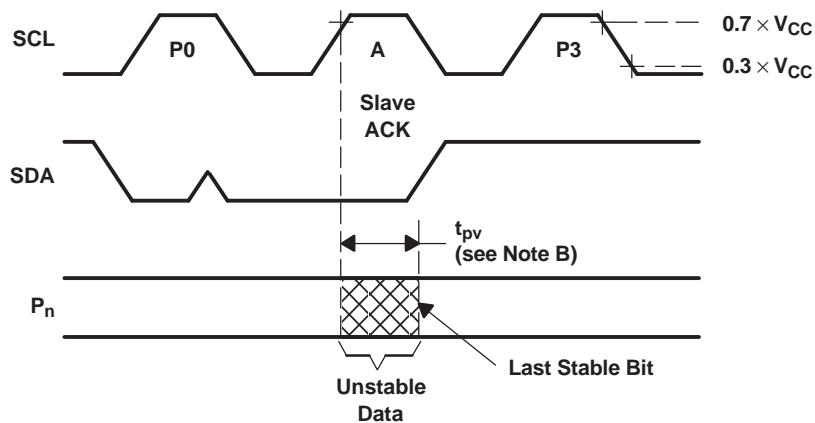 SCL
P0
A
P3
0.7 × VCC
0.3 × VCC
Slave
ACK
SDA
tpv
(see Note B)
Pn
Last Stable Bit
Unstable
Data